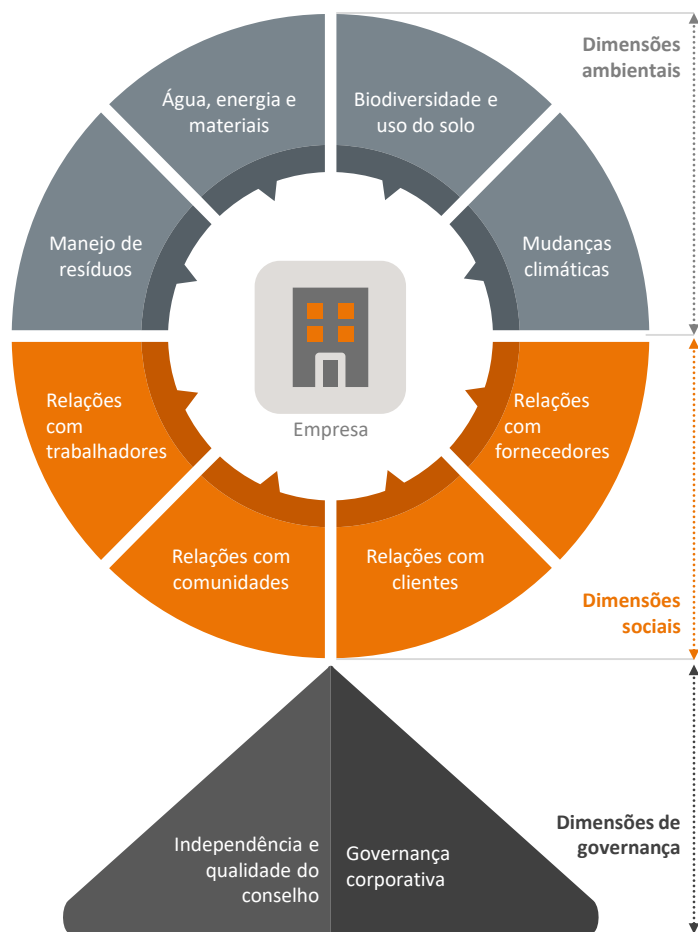 Dimensões
ambientais
Água, energia e
materiais
Biodiversidade e
uso do solo
Manejo de
resíduos
Mudanças
climáticas
Empresa
Relações
com
trabalhadores
Relações
com
fornecedores
Relações com
comunidades
Relações com
clientes
Dimensões
sociais
Independência e
qualidade do
conselho
Governança
corporativa
Dimensões de
governança